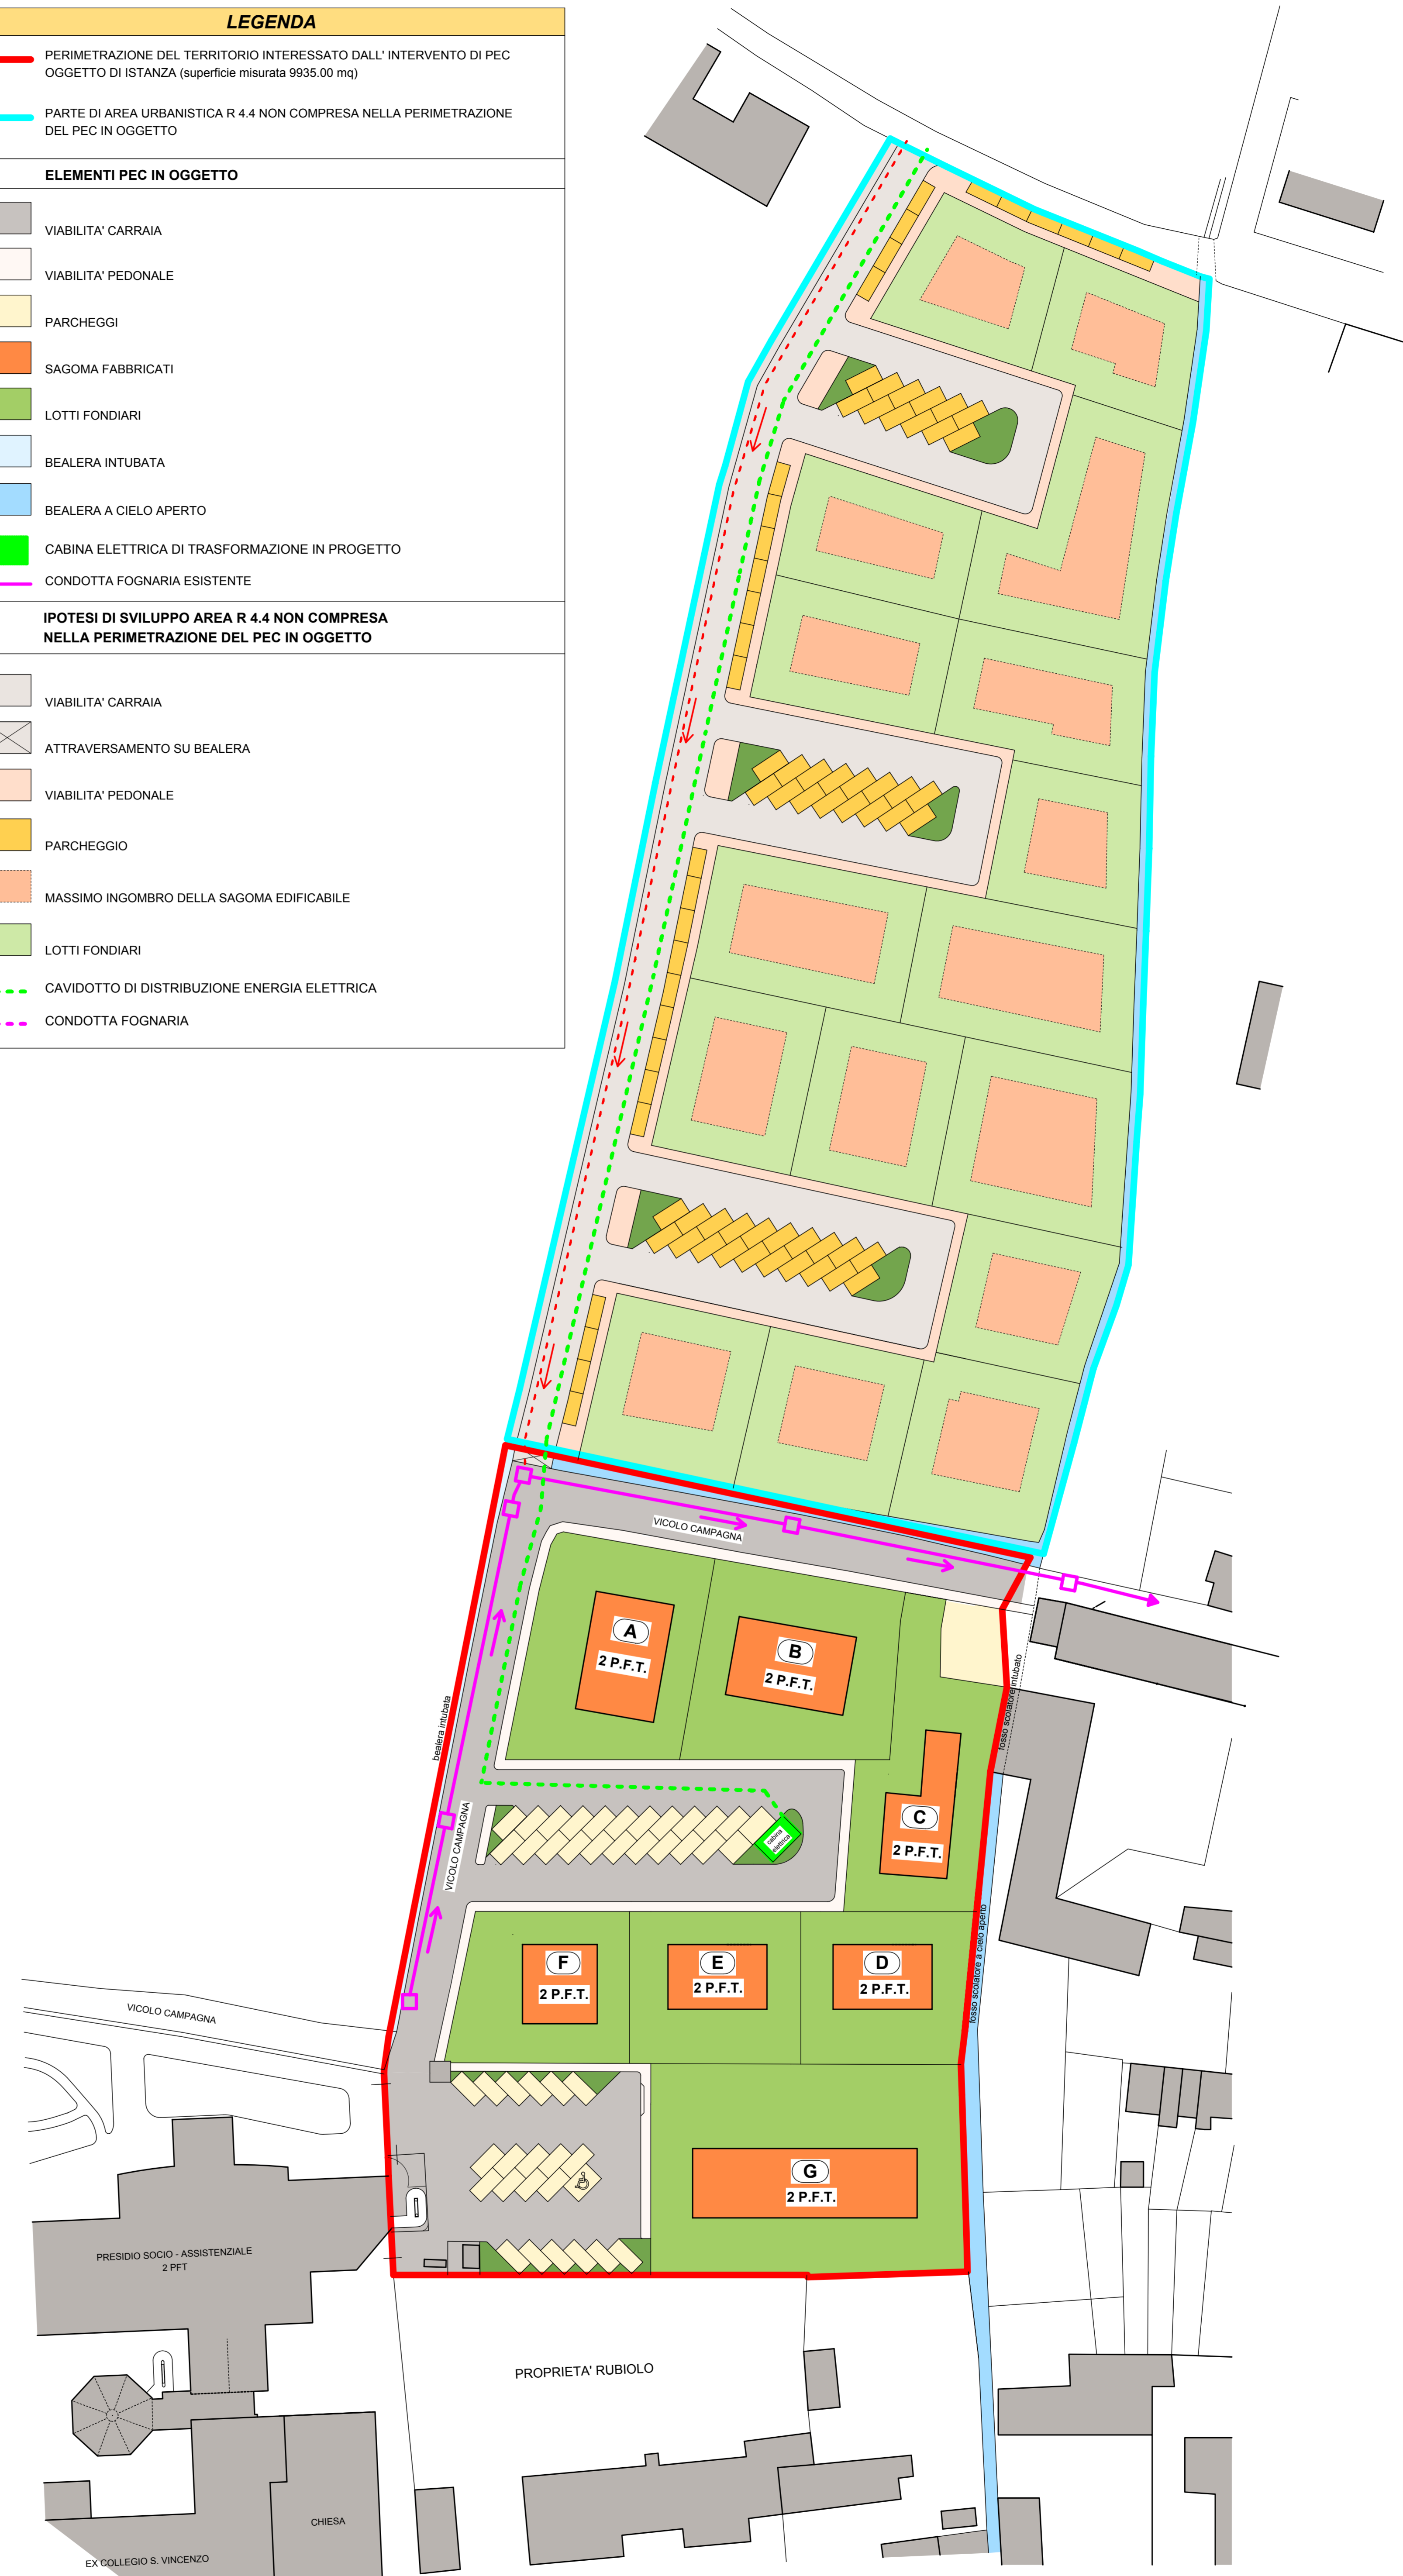 LEGENDA
PERIMETRAZIONE DEL TERRITORIO INTERESSATO DALL' INTERVENTO DI PEC
OGGETTO DI ISTANZA (superficie misurata 9935.00 mq)
PARTE DI AREA URBANISTICA R 4.4 NON COMPRESA NELLA PERIMETRAZIONE
DEL PEC IN OGGETTO
ELEMENTI PEC IN OGGETTO
VIABILITA' CARRAIA
VIABILITA' PEDONALE
PARCHEGGI
SAGOMA FABBRICATI
LOTTI FONDIARI
BEALERA INTUBATA
BEALERA A CIELO APERTO
CABINA ELETTRICA DI TRASFORMAZIONE IN PROGETTO
CONDOTTA FOGNARIA ESISTENTE
IPOTESI DI SVILUPPO AREA R 4.4 NON COMPRESA
NELLA PERIMETRAZIONE DEL PEC IN OGGETTO
VIABILITA' CARRAIA
ATTRAVERSAMENTO SU BEALERA
VIABILITA' PEDONALE
PARCHEGGIO
MASSIMO INGOMBRO DELLA SAGOMA EDIFICABILE
LOTTI FONDIARI
CAVIDOTTO DI DISTRIBUZIONE ENERGIA ELETTRICA
CONDOTTA FOGNARIA
VICOLO CAMPAGNA
A
2 P.F.T.
B
2 P.F.T.
fosso scolatore intubato
bealera intubata
C
2 P.F.T.
cabina
elettrica
VICOLO CAMPAGNA
fosso scolatore a cielo aperto
F
2 P.F.T.
E
2 P.F.T.
D
2 P.F.T.
VICOLO CAMPAGNA
G
2 P.F.T.
PRESIDIO SOCIO - ASSISTENZIALE
2 PFT
PROPRIETA' RUBIOLO
CHIESA
EX COLLEGIO S. VINCENZO